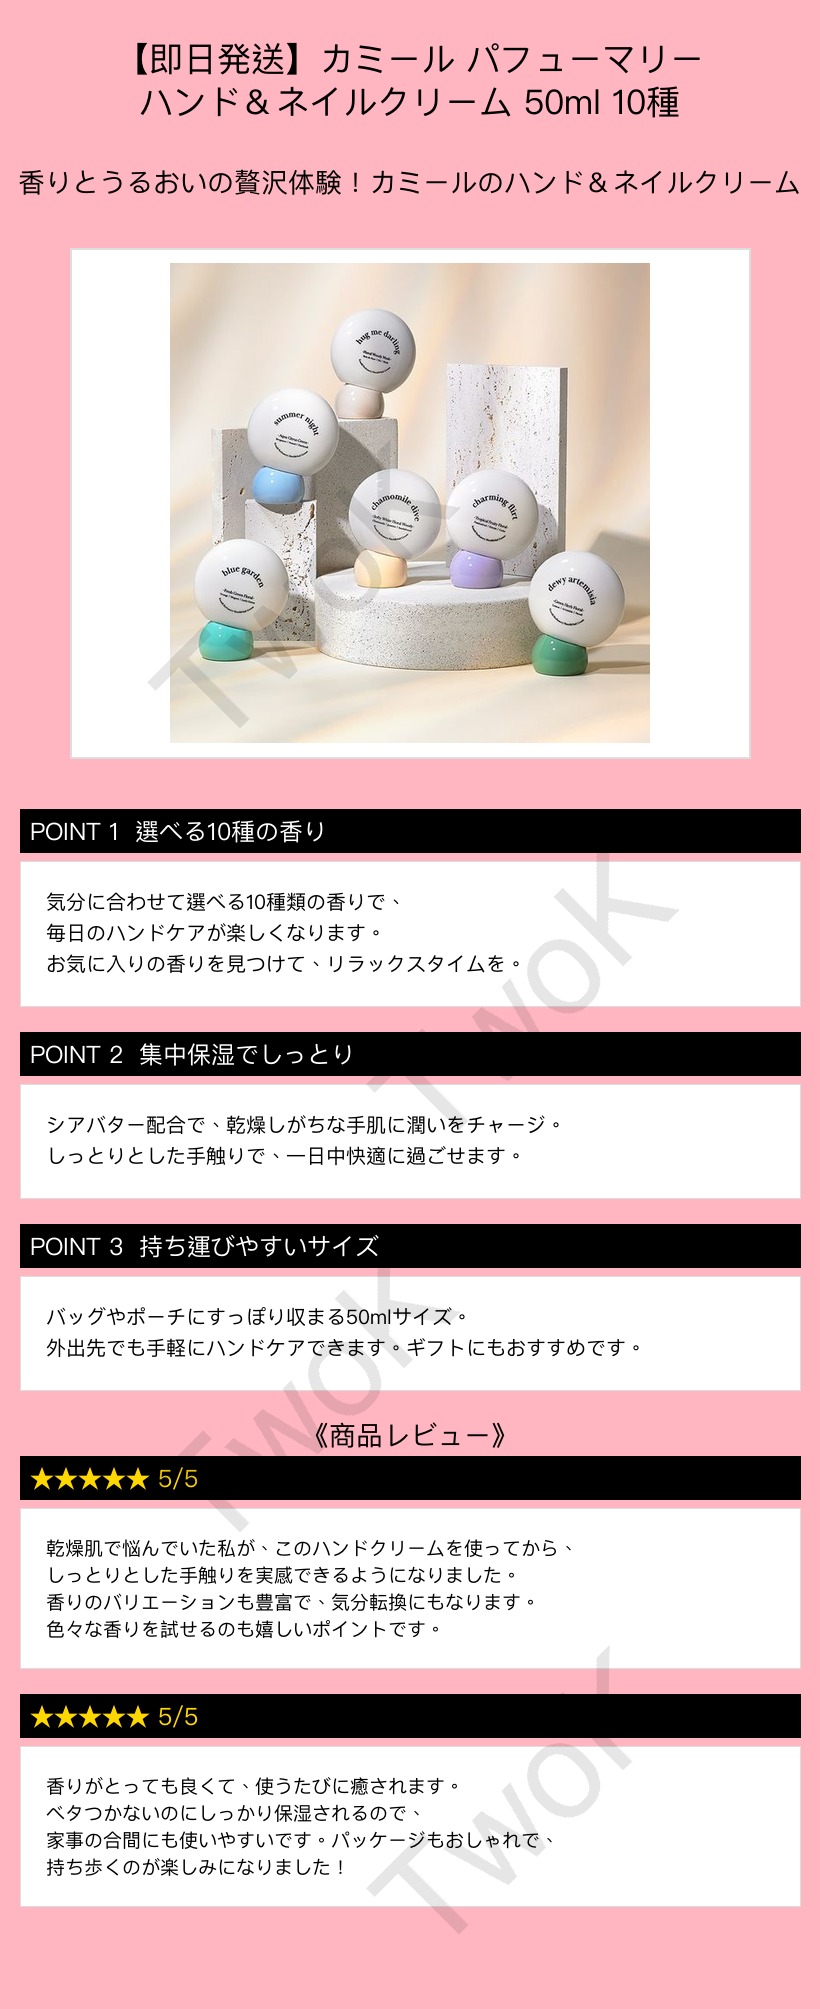 【即日発送】カミール パフューマリー
ハンド＆ネイルクリーム 50ml 10種
香りとうるおいの贅沢体験！カミールのハンド＆ネイルクリーム
hug me darling
summer night
chamomile dive
charming flirt
blue garden
dewy artemisia
TwoK
POINT 1 選べる10種の香り
気分に合わせて選べる10種類の香りで、
毎日のハンドケアが楽しくなります。
お気に入りの香りを見つけて、リラックスタイムを。
TwoK
POINT 2 集中保湿でしっとり
シアバター配合で、乾燥しがちな手肌に潤いをチャージ。
しっとりとした手触りで、一日中快適に過ごせます。
POINT 3 持ち運びやすいサイズ
バッグやポーチにすっぽり収まる50mlサイズ。
外出先でも手軽にハンドケアできます。ギフトにもおすすめです。
TwoK
《商品レビュー》
★★★★★ 5/5
乾燥肌で悩んでいた私が、このハンドクリームを使ってから、
しっとりとした手触りを実感できるようになりました。
香りのバリエーションも豊富で、気分転換にもなります。
色々な香りを試せるのも嬉しいポイントです。
★★★★★ 5/5
香りがとっても良くて、使うたびに癒されます。
ベタつかないのにしっかり保湿されるので、
家事の合間にも使いやすいです。パッケージもおしゃれで、
持ち歩くのが楽しみになりました！
TwoK